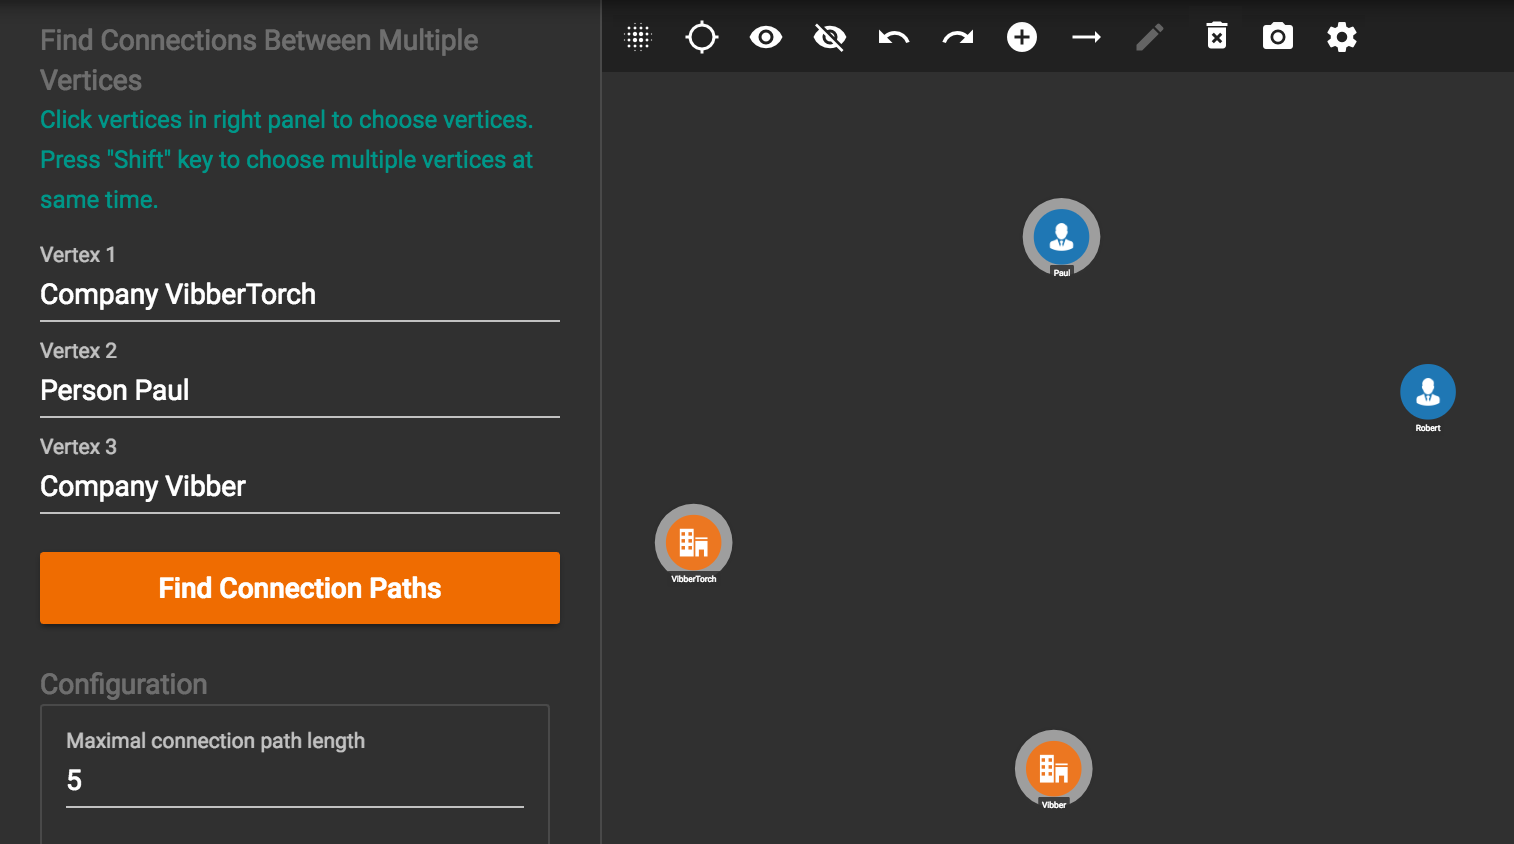 Find Connections Between Multiple
Vertices
Click vertices in right panel to choose vertices.
Press "Shift" key to choose multiple vertices at
same time.
Vertex 1
Company VibberTorch
Vertex 2
Person Paul
Vertex 3
Company Vibber
Find Connection Paths
Configuration
Maximal connection path length
5
Paul
Robert
VibberTorch
Vibber